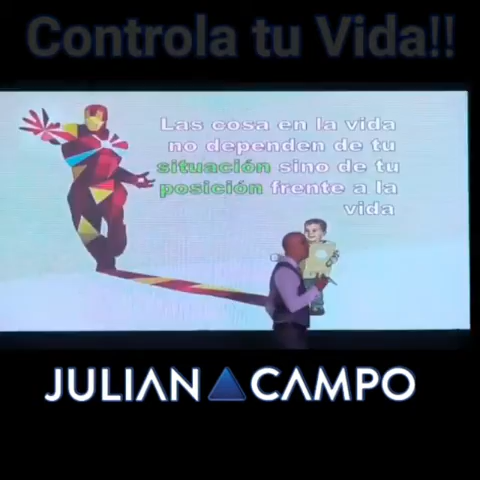 Controla tu Vida!!
Las cosa en la vida
no dependen de tu
situación sino de tu
posición frente a la
vida
JULIAN CAMPO